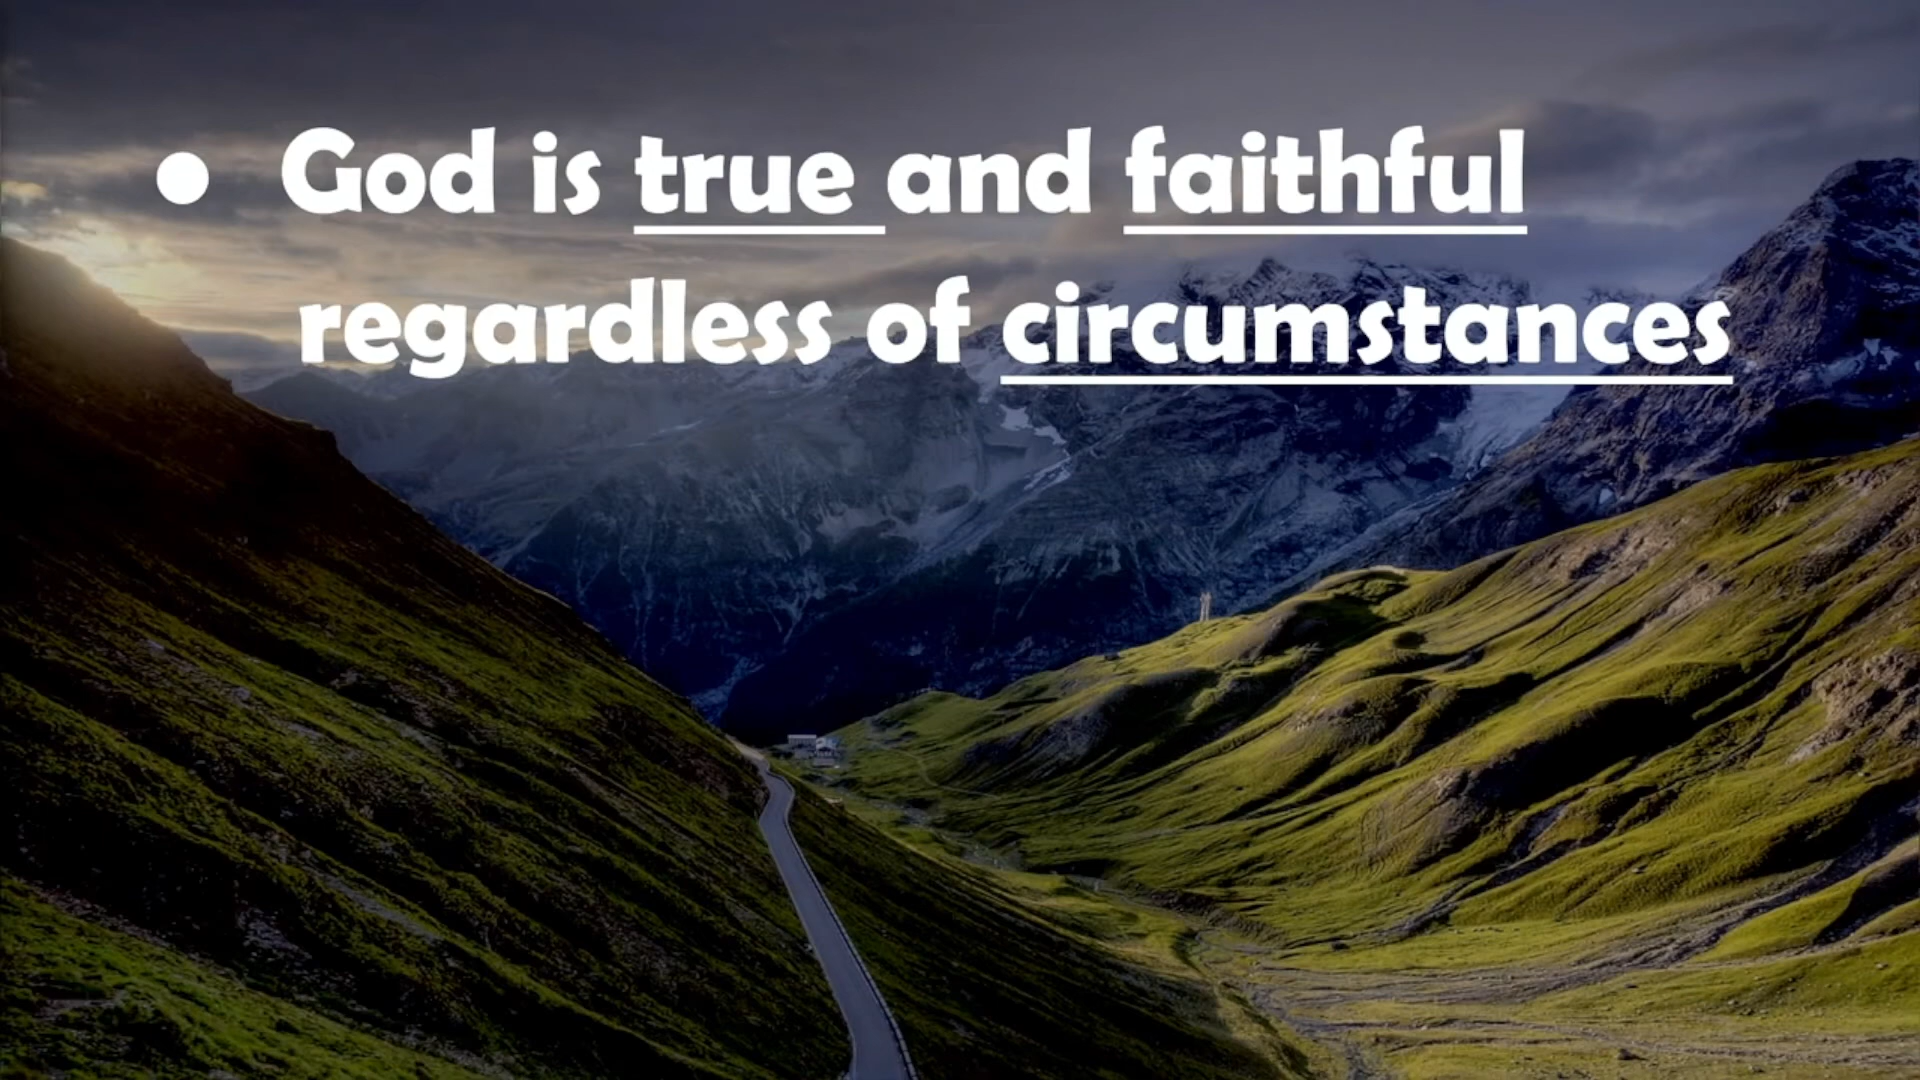 • God is true and faithful
regardless of circumstances